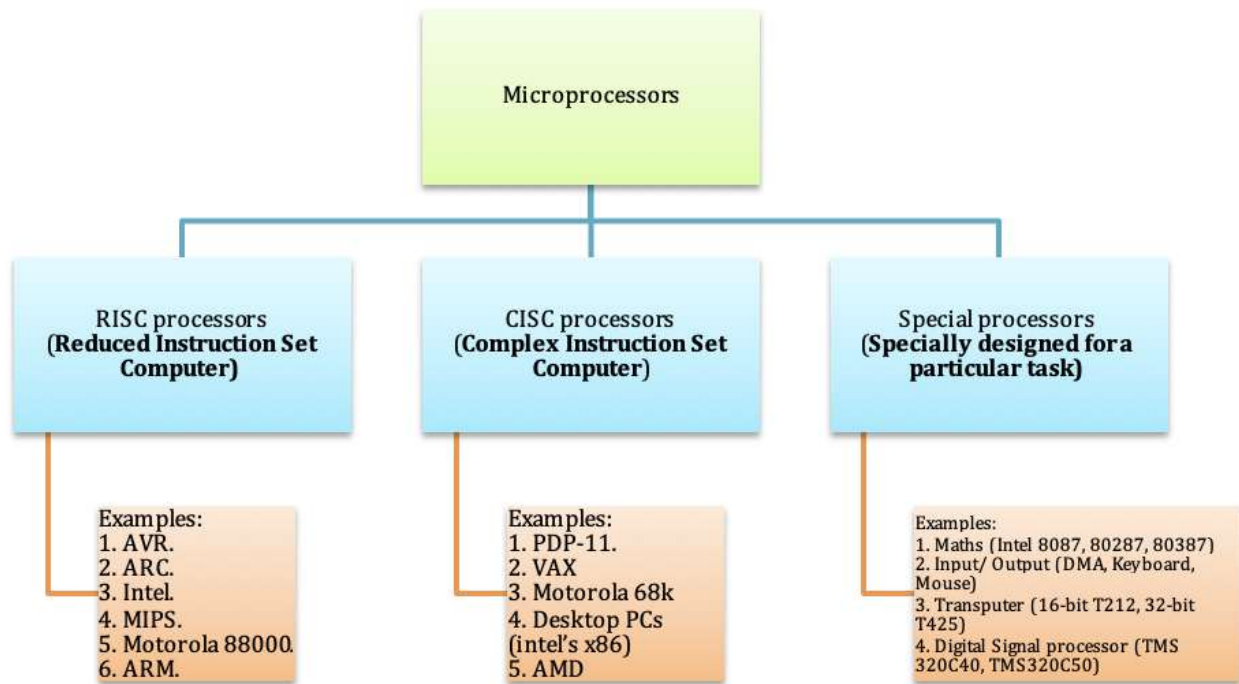 Microprocessors
RISC processors
(Reduced Instruction Set
Computer)
CISC processors
(Complex Instruction Set
Computer)
Special processors
(Specially designed for a
particular task)
Examples:
1. AVR.
2. ARC.
3. Intel.
4. MIPS.
5. Motorola 88000.
6. ARM.
Examples:
1. PDP-11.
2. VAX
3. Motorola 68k
4. Desktop PCs
(intel's x86)
5. AMD
Examples:
1. Maths (Intel 8087, 80287, 80387)
2. Input/ Output (DMA, Keyboard,
Mouse)
3. Transputer (16-bit T212, 32-bit
T425)
4. Digital Signal processor (TMS
320C40, TMS320C50)